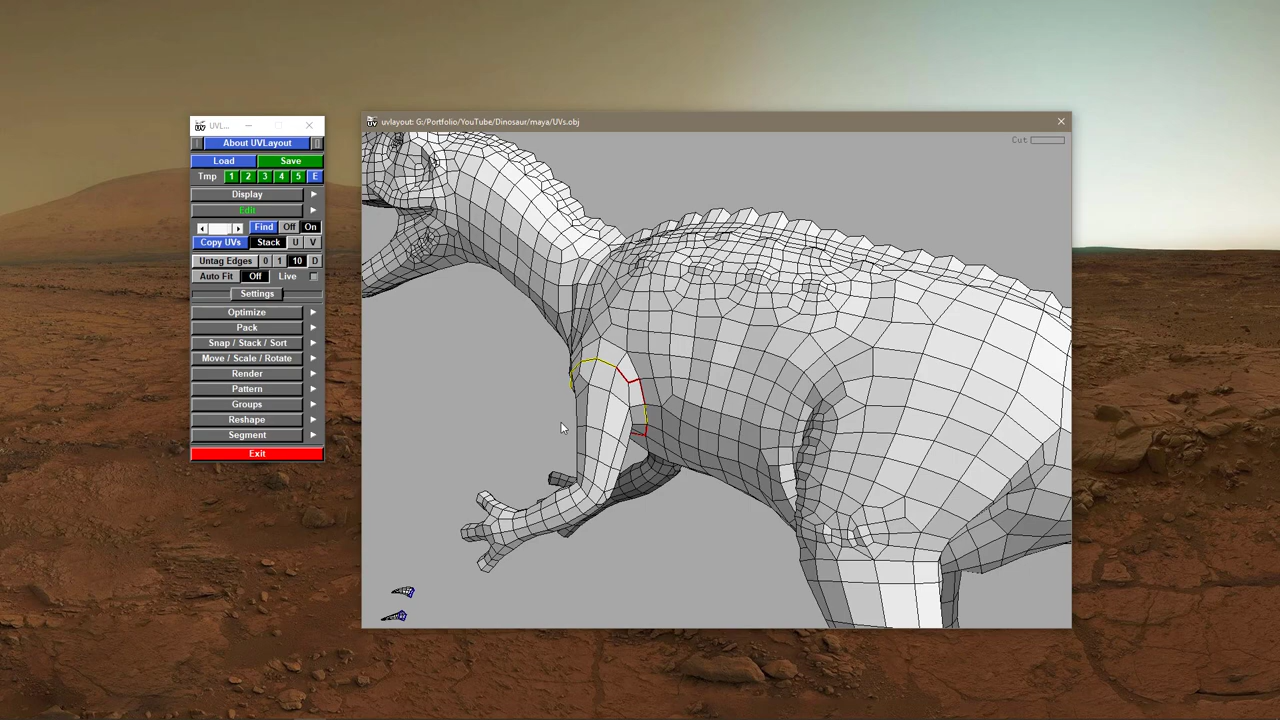 UVL...
About UVLayout
Load Save
Tmp 1 2 3 4 5 E
Display
Edit
Find Off On
Copy UVs Stack U V
Untag Edges 0 1 10 D
Auto Fit Off Live
Settings
Optimize
Pack
Snap / Stack / Sort
Move / Scale / Rotate
Render
Pattern
Groups
Reshape
Segment
Exit
uvlayout: G:/Portfolio/YouTube/Dinosaur/maya/UVs.obj
Cut